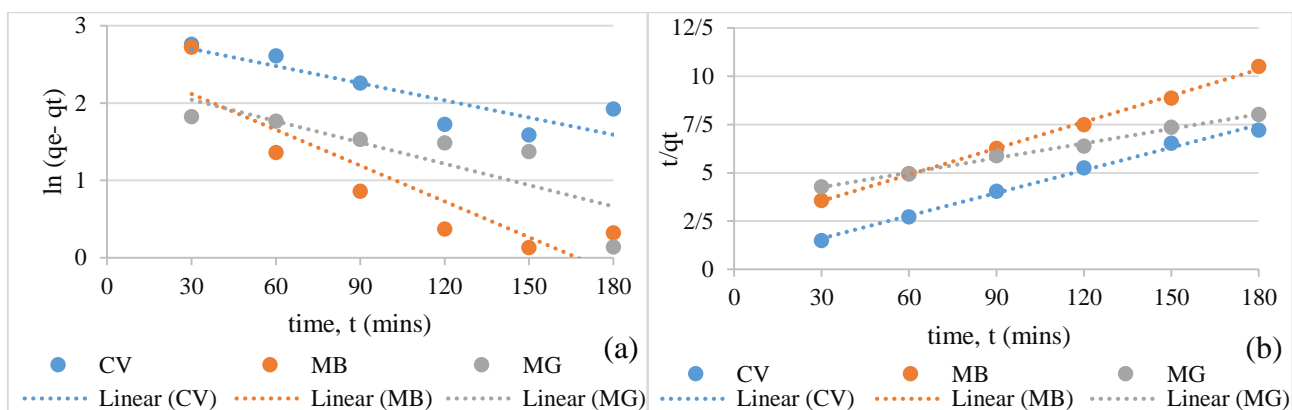 3
2
1
0
ln (qe- qt)
0 30 60 90 120 150 180
time, t (mins)
(a)
CV MB MG
Linear (CV) Linear (MB) Linear (MG)
12/5
10
7/5
5
2/5
0
t/qt
0 30 60 90 120 150 180
time, t (mins)
(b)
CV MB MG
Linear (CV) Linear (MB) Linear (MG)